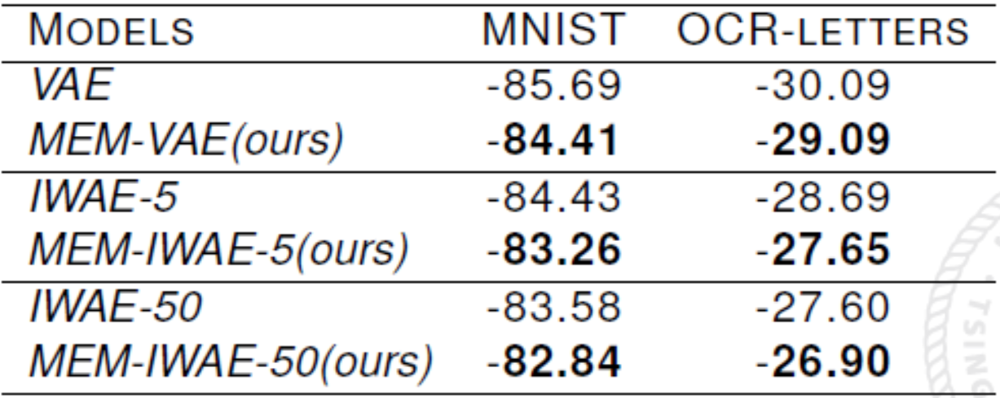 MODELS MNIST OCR-LETTERS
VAE -85.69 -30.09
MEM-VAE(ours) -84.41 -29.09
IWAE-5 -84.43 -28.69
MEM-IWAE-5(ours) -83.26 -27.65
IWAE-50 -83.58 -27.60
MEM-IWAE-50(ours) -82.84 -26.90
TSING